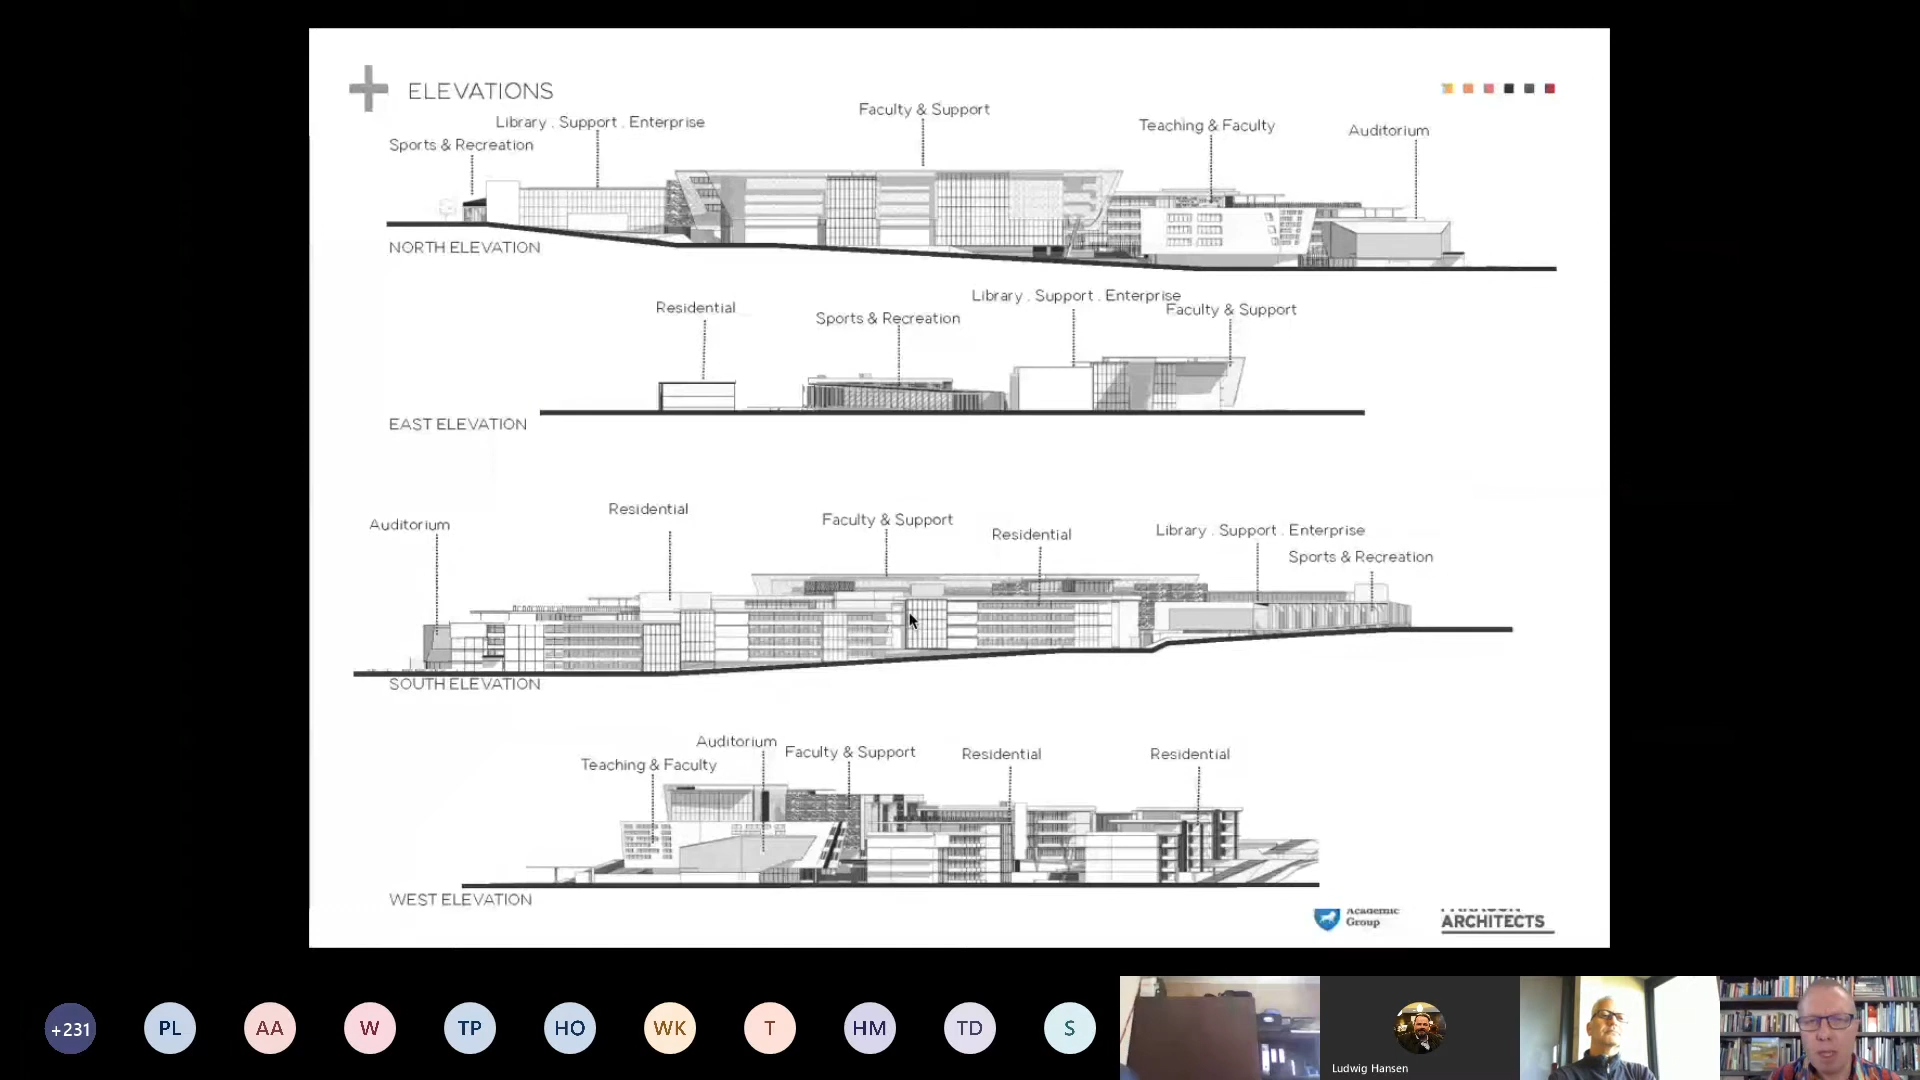 ELEVATIONS
Faculty & Support
Library . Support . Enterprise
Teaching & Faculty
Auditorium
Sports & Recreation
NORTH ELEVATION
Library . Support . Enterprise
Residential
Faculty & Support
Sports & Recreation
EAST ELEVATION
Residential
Faculty & Support
Auditorium
Library . Support . Enterprise
Residential
Sports & Recreation
SOUTH ELEVATION
Auditorium
Faculty & Support
Residential
Residential
Teaching & Faculty
WEST ELEVATION
Academic
Group
ARCHITECTS
+231
PL
AA
W
TP
HO
WK
T
HM
TD
S
Ludwig Hansen